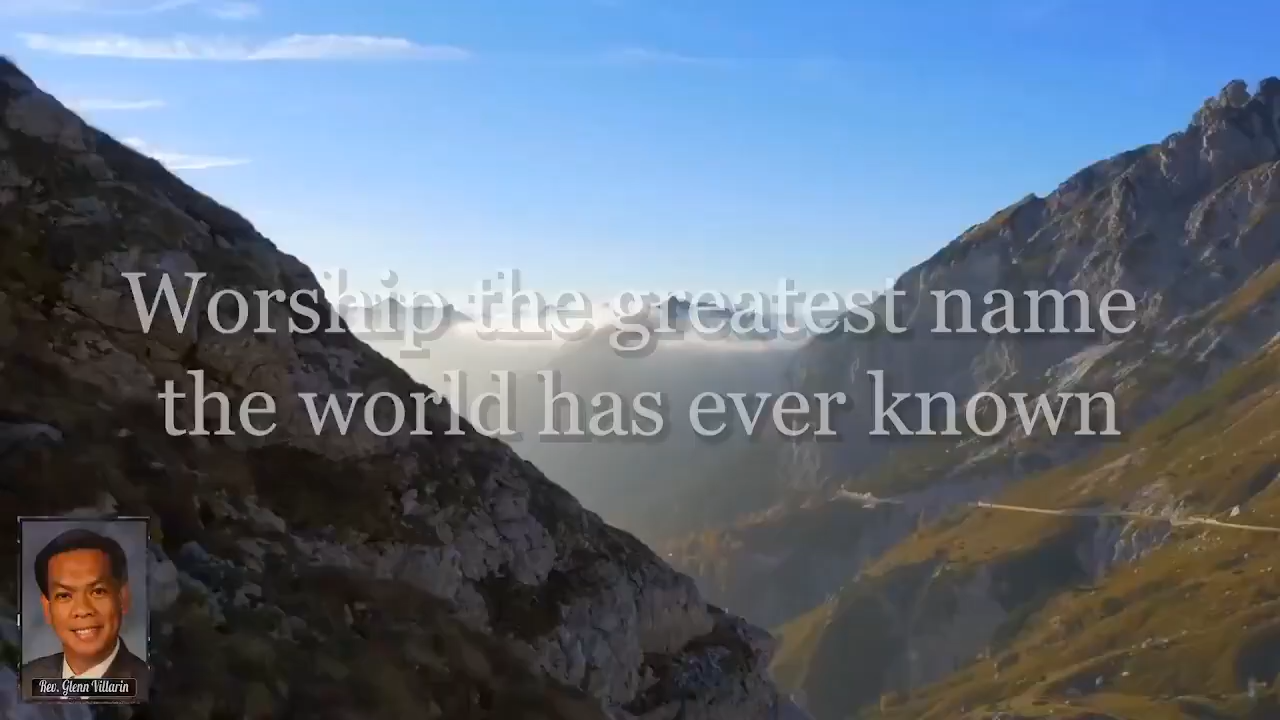 Worship the greatest name
the world has ever known
Rev. Glenn Villarin